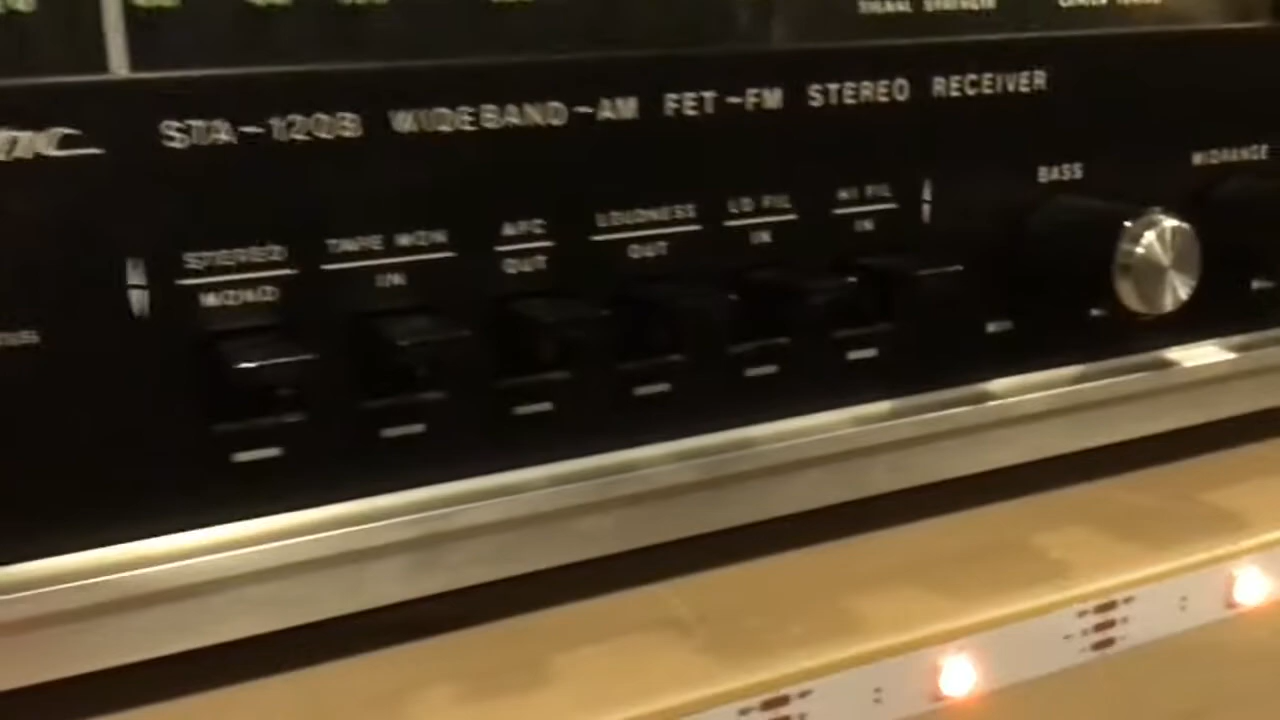 SIGNAL STRENGTH
STA-120B WIDEBAND-AM FET-FM STEREO RECEIVER
BASS
MIDRANGE
STEREO
MONO
TAPE MON
IN
AFC
OUT
LOUDNESS
OUT
LO FIL
IN
HI FIL
IN